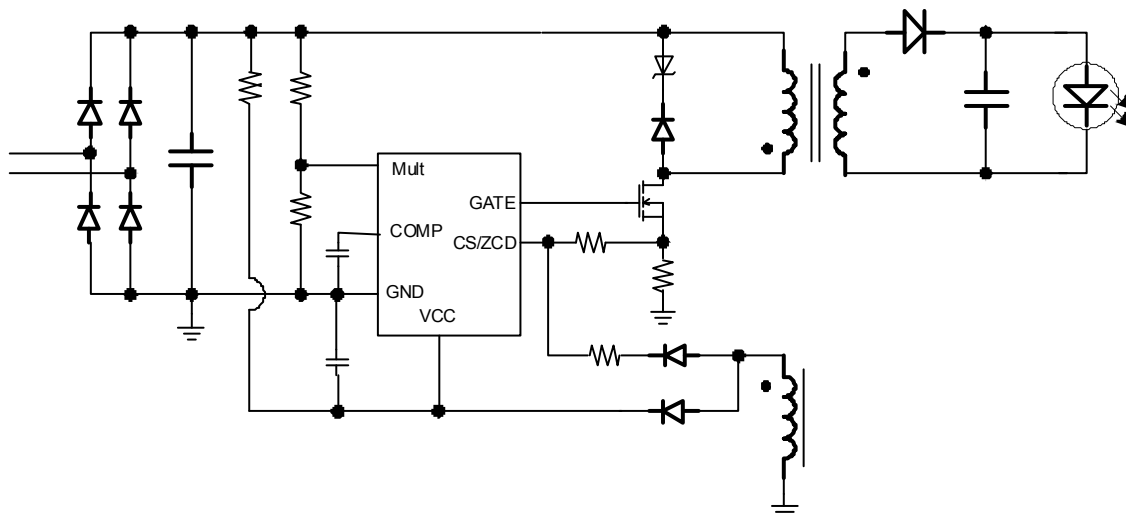 Mult
GATE
COMP
CS/ZCD
GND
VCC